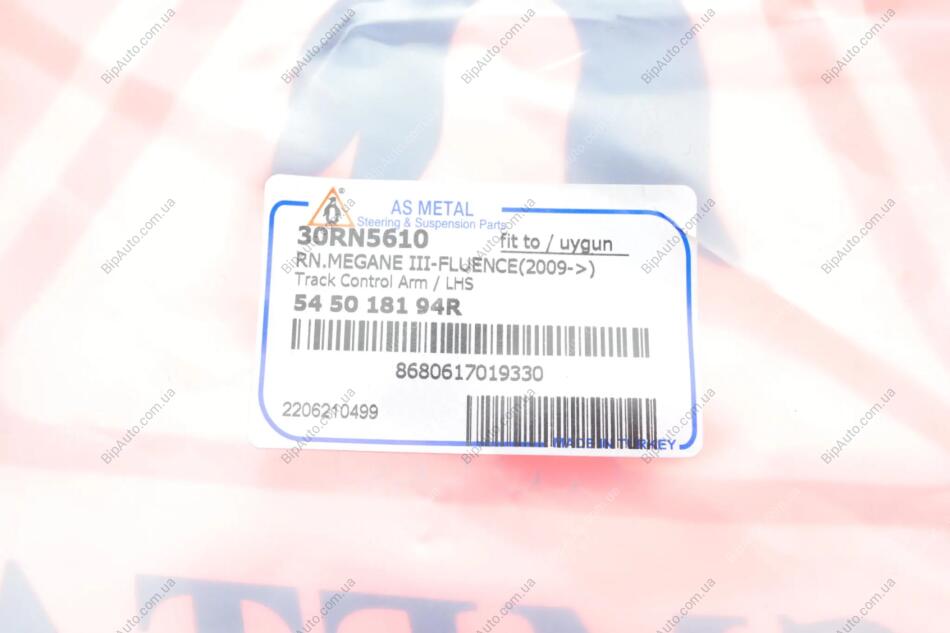 AS METAL
Steering & Suspension Parts
30RN5610 fit to / uygun
RN.MEGANE III-FLUENCE(2009->)
Track Control Arm / LHS
54 50 181 94R
8680617019330
2206210499
MADE IN TURKEY
BipAuto.com.ua